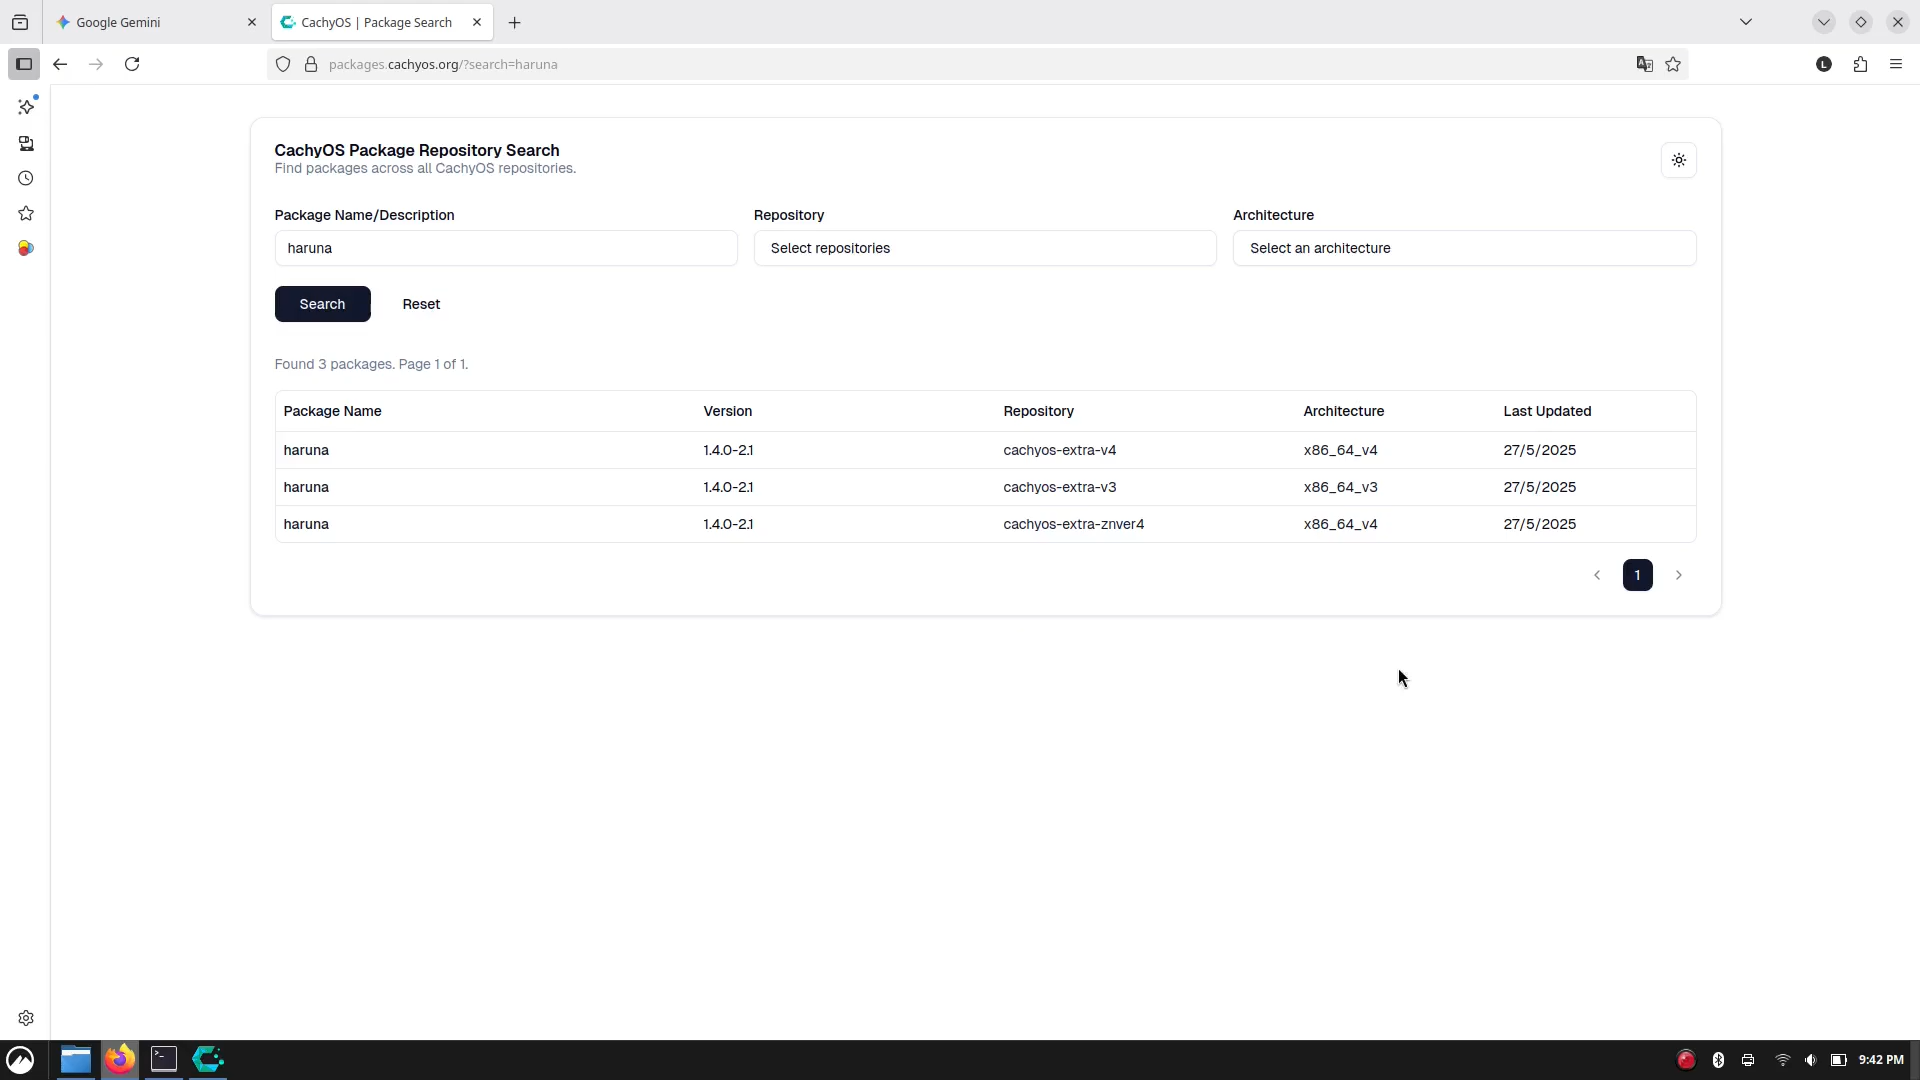 Google Gemini
CachyOS | Package Search
packages.cachyos.org/?search=haruna
L
CachyOS Package Repository Search
Find packages across all CachyOS repositories.
Package Name/Description
Repository
Architecture
haruna
Select repositories
Select an architecture
Search
Reset
Found 3 packages. Page 1 of 1.
Package Name Version Repository Architecture Last Updated
haruna 1.4.0-2.1 cachyos-extra-v4 x86_64_v4 27/5/2025
haruna 1.4.0-2.1 cachyos-extra-v3 x86_64_v3 27/5/2025
haruna 1.4.0-2.1 cachyos-extra-znver4 x86_64_v4 27/5/2025
1
9:42 PM